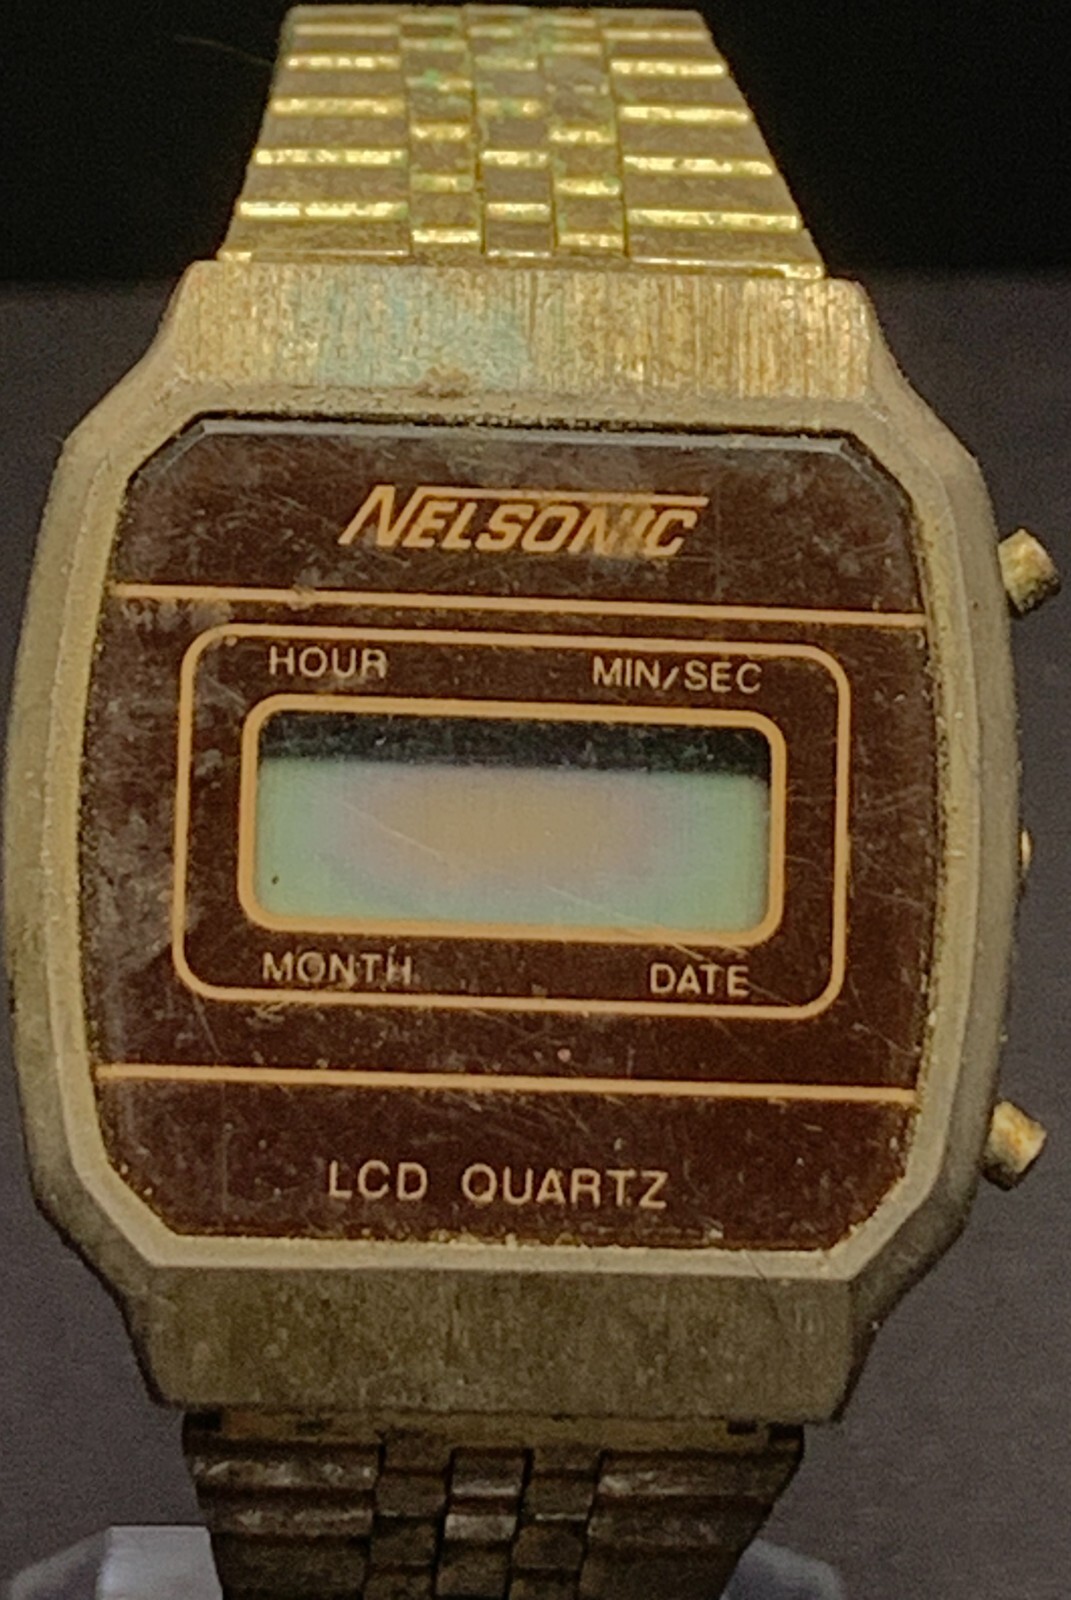 NELSONIC
HOUR MIN/SEC
MONTH DATE
LCD QUARTZ